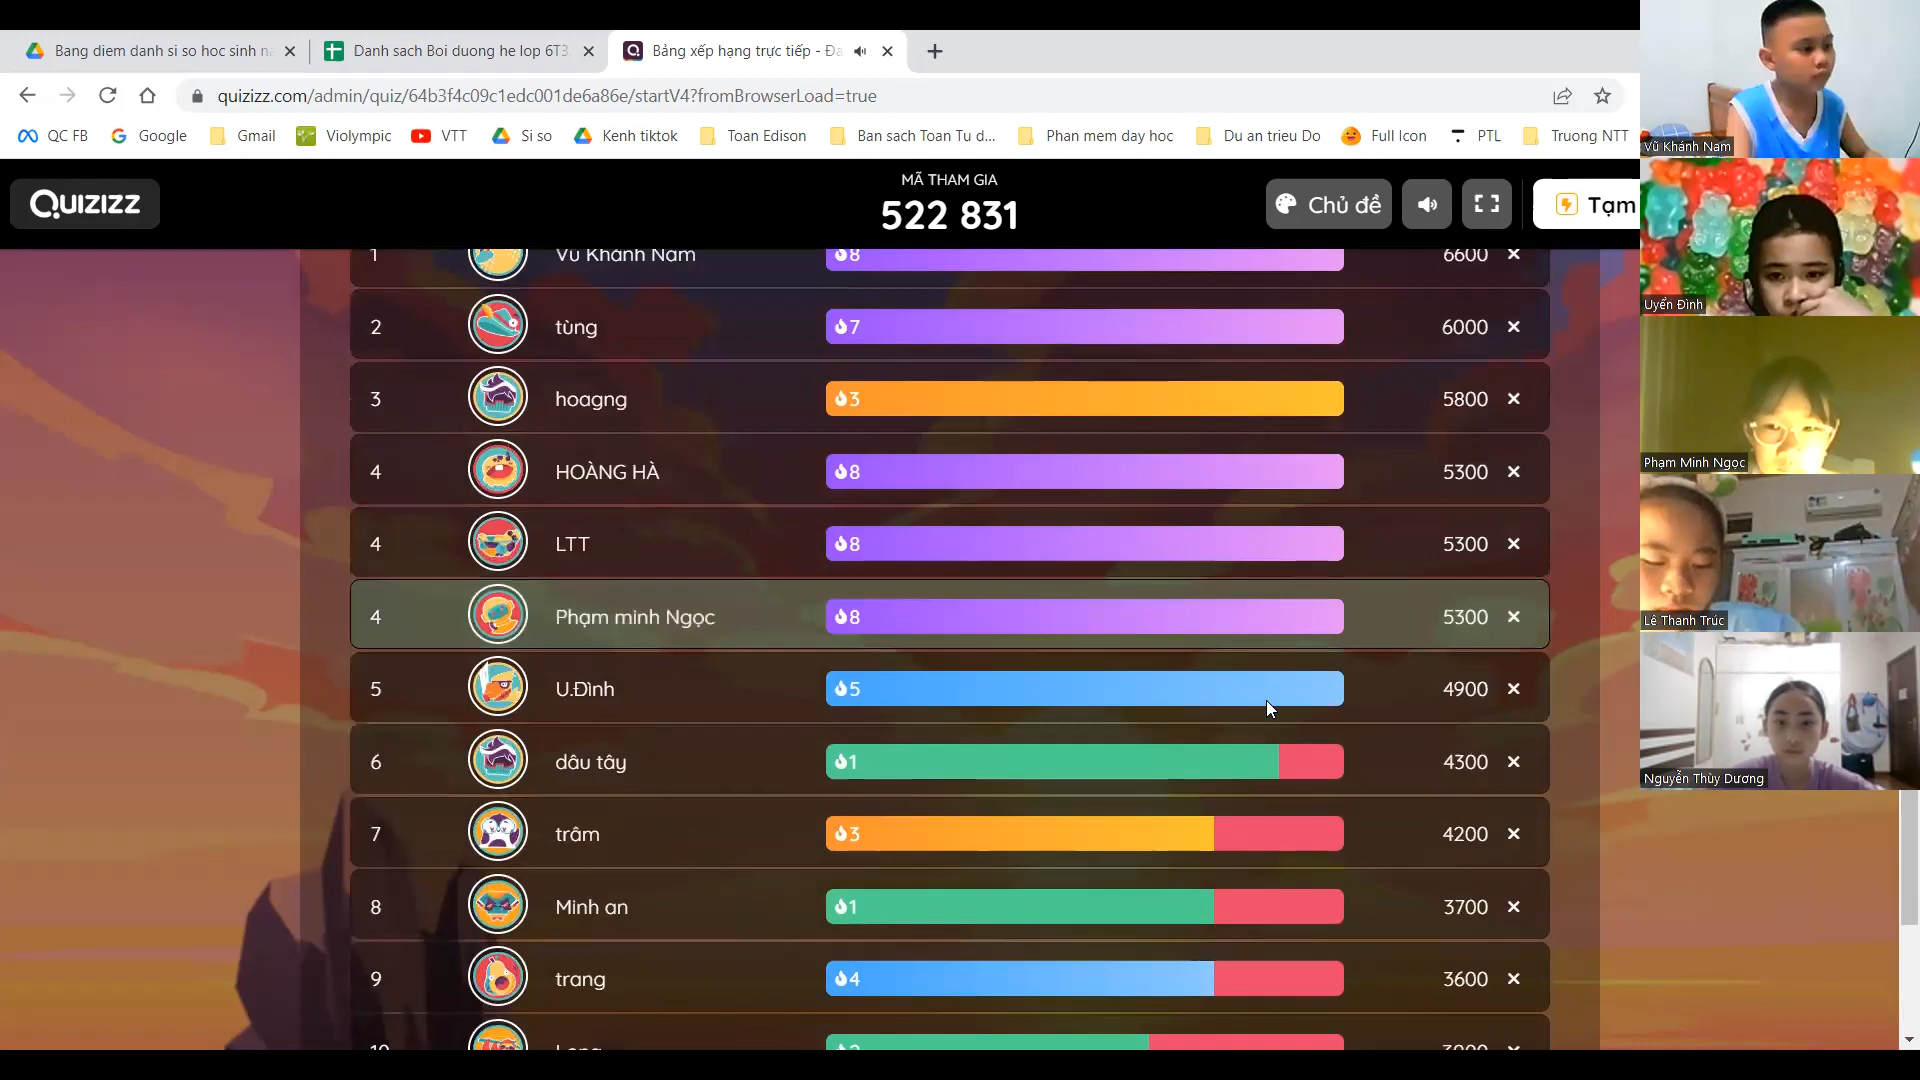 Bang diem danh si so hoc sinh na
Danh sach Boi duong he lop 6T3
Bảng xếp hạng trực tiếp - Đa
quizizz.com/admin/quiz/64b3f4c09c1edc001de6a86e/startV4?fromBrowserLoad=true
QC FB
Google
Gmail
Violympic
VTT
Si so
Kenh tiktok
Toan Edison
Ban sach Toan Tu d...
Phan mem day hoc
Du an trieu Do
Full Icon
PTL
Truong NTT
QUIZIZZ
MÃ THAM GIA
522 831
Chủ đề
Tạm
1 Vũ Khánh Nam 8 6600
2 tùng 7 6000
3 hoagng 3 5800
4 HOÀNG HÀ 8 5300
4 LTT 8 5300
4 Phạm minh Ngọc 8 5300
5 U.Đình 5 4900
6 dâu tây 1 4300
7 trâm 3 4200
8 Minh an 1 3700
9 trang 4 3600
Vũ Khánh Nam
Uyển Đình
Phạm Minh Ngọc
Lê Thanh Trúc
Nguyễn Thùy Dương